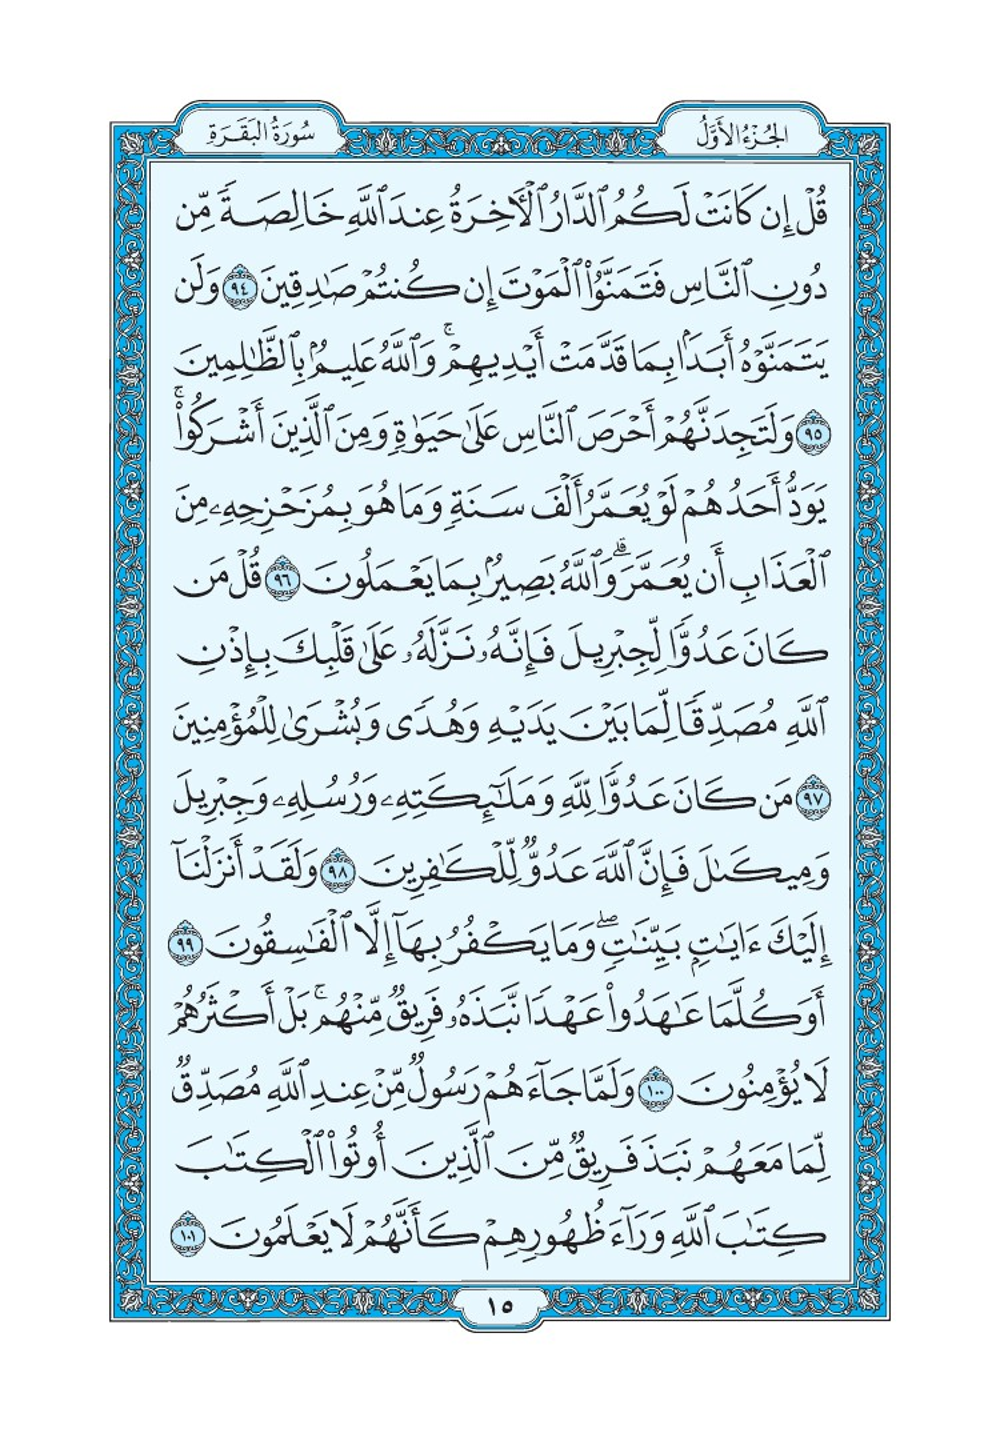 الجُزْءُ الأَوَّلُ
سُورَةُ البَقَرَةِ
قُلْ إِن كَانَتْ لَكُمُ ٱلدَّارُ ٱلْأَخِرَةُ عِندَ ٱللَّهِ خَالِصَةً مِّن
دُونِ ٱلنَّاسِ فَتَمَنَّوُا۟ ٱلْمَوْتَ إِن كُنتُمْ صَٰدِقِينَ ٩٤ وَلَن
يَتَمَنَّوْهُ أَبَدًۢا بِمَا قَدَّمَتْ أَيْدِيهِمْ ۚ وَٱللَّهُ عَلِيمٌۢ بِٱلظَّٰلِمِينَ
٩٥ وَلَتَجِدَنَّهُمْ أَحْرَصَ ٱلنَّاسِ عَلَىٰ حَيَوٰةٍ وَمِنَ ٱلَّذِينَ أَشْرَكُوا۟ ۚ
يَوَدُّ أَحَدُهُمْ لَوْ يُعَمَّرُ أَلْفَ سَنَةٍ وَمَا هُوَ بِمُزَحْزِحِهِۦ مِنَ
ٱلْعَذَابِ أَن يُعَمَّرَ ۗ وَٱللَّهُ بَصِيرٌۢ بِمَا يَعْمَلُونَ ٩٦ قُلْ مَن
كَانَ عَدُوًّا لِّجِبْرِيلَ فَإِنَّهُۥ نَزَّلَهُۥ عَلَىٰ قَلْبِكَ بِإِذْنِ
ٱللَّهِ مُصَدِّقًا لِّمَا بَيْنَ يَدَيْهِ وَهُدًى وَبُشْرَىٰ لِلْمُؤْمِنِينَ
٩٧ مَن كَانَ عَدُوًّا لِّلَّهِ وَمَلَٰٓئِكَتِهِۦ وَرُسُلِهِۦ وَجِبْرِيلَ
وَمِيكَىٰلَ فَإِنَّ ٱللَّهَ عَدُوٌّ لِّلْكَٰفِرِينَ ٩٨ وَلَقَدْ أَنزَلْنَآ
إِلَيْكَ ءَايَٰتٍۭ بَيِّنَٰتٍ ۖ وَمَا يَكْفُرُ بِهَآ إِلَّا ٱلْفَٰسِقُونَ ٩٩
أَوَكُلَّمَا عَٰهَدُوا۟ عَهْدًا نَّبَذَهُۥ فَرِيقٌ مِّنْهُم ۚ بَلْ أَكْثَرُهُمْ
لَا يُؤْمِنُونَ ١٠٠ وَلَمَّا جَآءَهُمْ رَسُولٌ مِّنْ عِندِ ٱللَّهِ مُصَدِّقٌ
لِّمَا مَعَهُمْ نَبَذَ فَرِيقٌ مِّنَ ٱلَّذِينَ أُوتُوا۟ ٱلْكِتَٰبَ
كِتَٰبَ ٱللَّهِ وَرَآءَ ظُهُورِهِمْ كَأَنَّهُمْ لَا يَعْلَمُونَ ١٠١
١٥